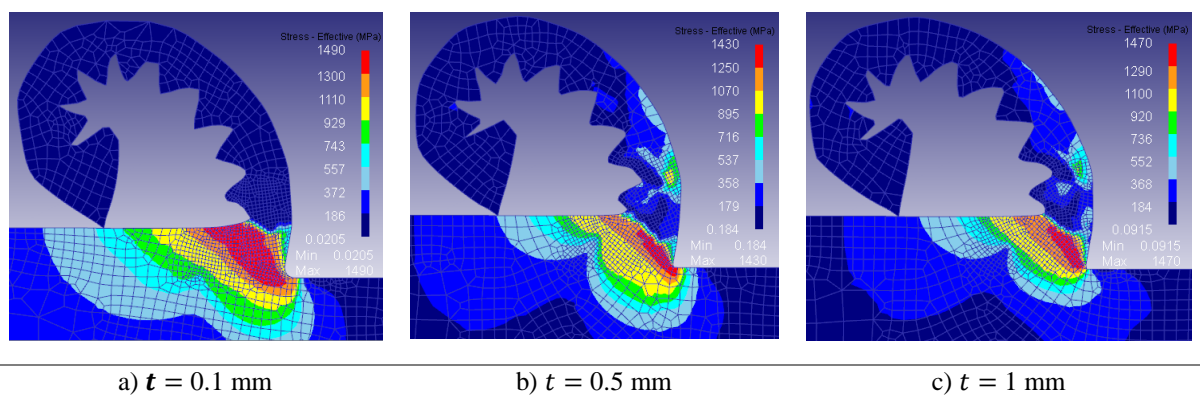 Stress - Effective (MPa)
1490
1300
1110
929
743
557
372
186
0.0205
Min 0.0205
Max 1490
Stress - Effective (MPa)
1430
1250
1070
895
716
537
358
179
0.184
Min 0.184
Max 1430
Stress - Effective (MPa)
1470
1290
1100
920
736
552
368
184
0.0915
Min 0.0915
Max 1470
a) t = 0.1 mm
b) t = 0.5 mm
c) t = 1 mm